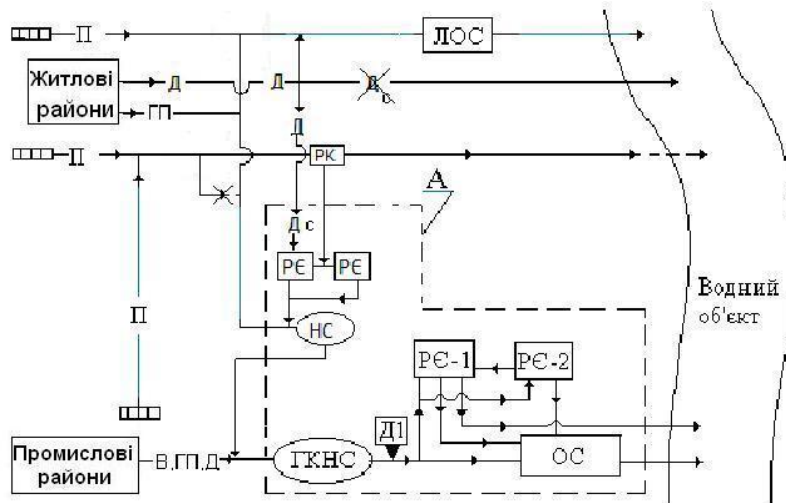 П
ЛОС
Житлові
райони
Д
Д
Д с
ГП
Д
П
РК
А
Д с
РЄ
РЄ
Водний
об'єкт
П
НС
РЄ-1
РЄ-2
Д1
Промислові
райони
В,ГП,Д
ГКНС
ОС